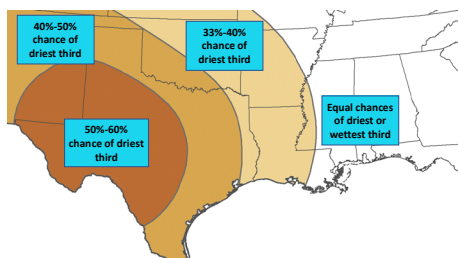 40%-50%
chance of
driest third
33%-40%
chance of
driest third
50%-60%
chance of driest
third
Equal chances
of driest or
wettest third